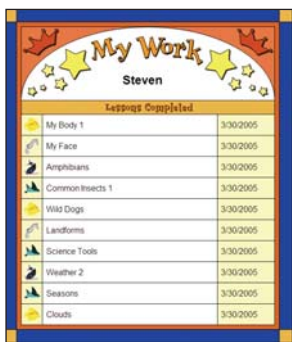 My Work
Steven
Lessons Completed
My Body 1 3/30/2005
My Face 3/30/2005
Amphibians 3/30/2005
Common Insects 1 3/30/2005
Wild Dogs 3/30/2005
Landforms 3/30/2005
Science Tools 3/30/2005
Weather 2 3/30/2005
Seasons 3/30/2005
Clouds 3/30/2005